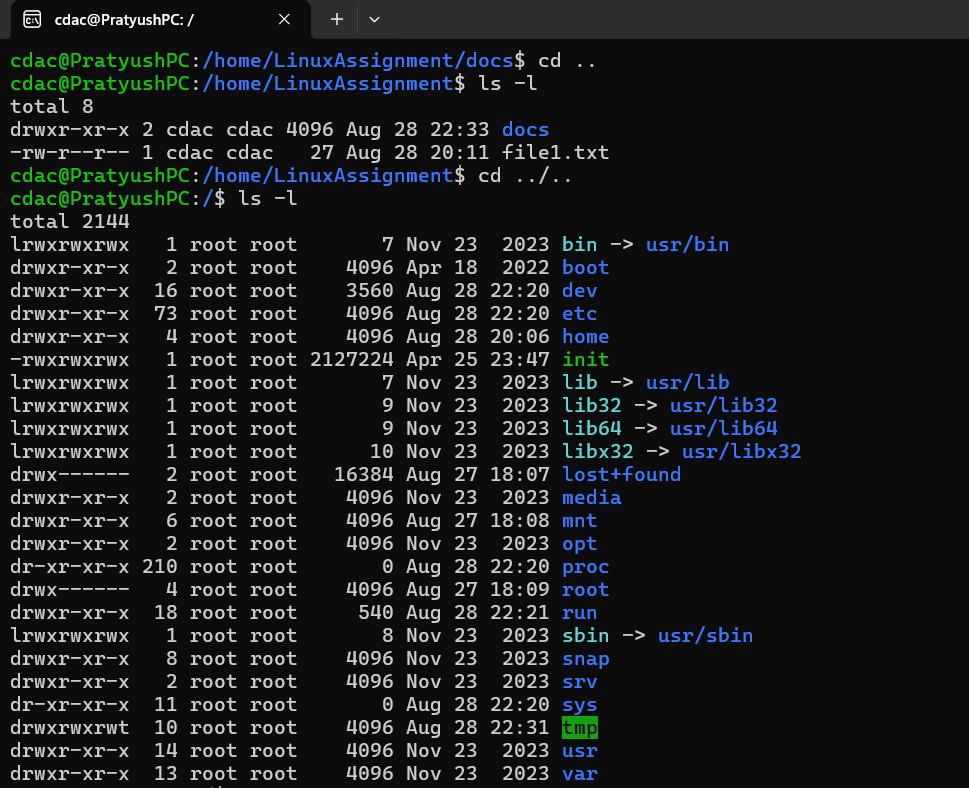 cdac@PratyushPC: /
cdac@PratyushPC:/home/LinuxAssignment/docs$ cd ..
cdac@PratyushPC:/home/LinuxAssignment$ ls -l
total 8
drwxr-xr-x 2 cdac cdac 4096 Aug 28 22:33 docs
-rw-r--r-- 1 cdac cdac   27 Aug 28 20:11 file1.txt
cdac@PratyushPC:/home/LinuxAssignment$ cd ../..
cdac@PratyushPC:/$ ls -l
total 2144
lrwxrwxrwx   1 root root       7 Nov 23  2023 bin -> usr/bin
drwxr-xr-x   2 root root    4096 Apr 18  2022 boot
drwxr-xr-x  16 root root    3560 Aug 28 22:20 dev
drwxr-xr-x  73 root root    4096 Aug 28 22:20 etc
drwxr-xr-x   4 root root    4096 Aug 28 20:06 home
-rwxrwxrwx   1 root root 2127224 Apr 25 23:47 init
lrwxrwxrwx   1 root root       7 Nov 23  2023 lib -> usr/lib
lrwxrwxrwx   1 root root       9 Nov 23  2023 lib32 -> usr/lib32
lrwxrwxrwx   1 root root       9 Nov 23  2023 lib64 -> usr/lib64
lrwxrwxrwx   1 root root      10 Nov 23  2023 libx32 -> usr/libx32
drwx------   2 root root   16384 Aug 27 18:07 lost+found
drwxr-xr-x   2 root root    4096 Nov 23  2023 media
drwxr-xr-x   6 root root    4096 Aug 27 18:08 mnt
drwxr-xr-x   2 root root    4096 Nov 23  2023 opt
dr-xr-xr-x 210 root root       0 Aug 28 22:20 proc
drwx------   4 root root    4096 Aug 27 18:09 root
drwxr-xr-x  18 root root     540 Aug 28 22:21 run
lrwxrwxrwx   1 root root       8 Nov 23  2023 sbin -> usr/sbin
drwxr-xr-x   8 root root    4096 Nov 23  2023 snap
drwxr-xr-x   2 root root    4096 Nov 23  2023 srv
dr-xr-xr-x  11 root root       0 Aug 28 22:20 sys
drwxrwxrwt  10 root root    4096 Aug 28 22:31 tmp
drwxr-xr-x  14 root root    4096 Nov 23  2023 usr
drwxr-xr-x  13 root root    4096 Nov 23  2023 var